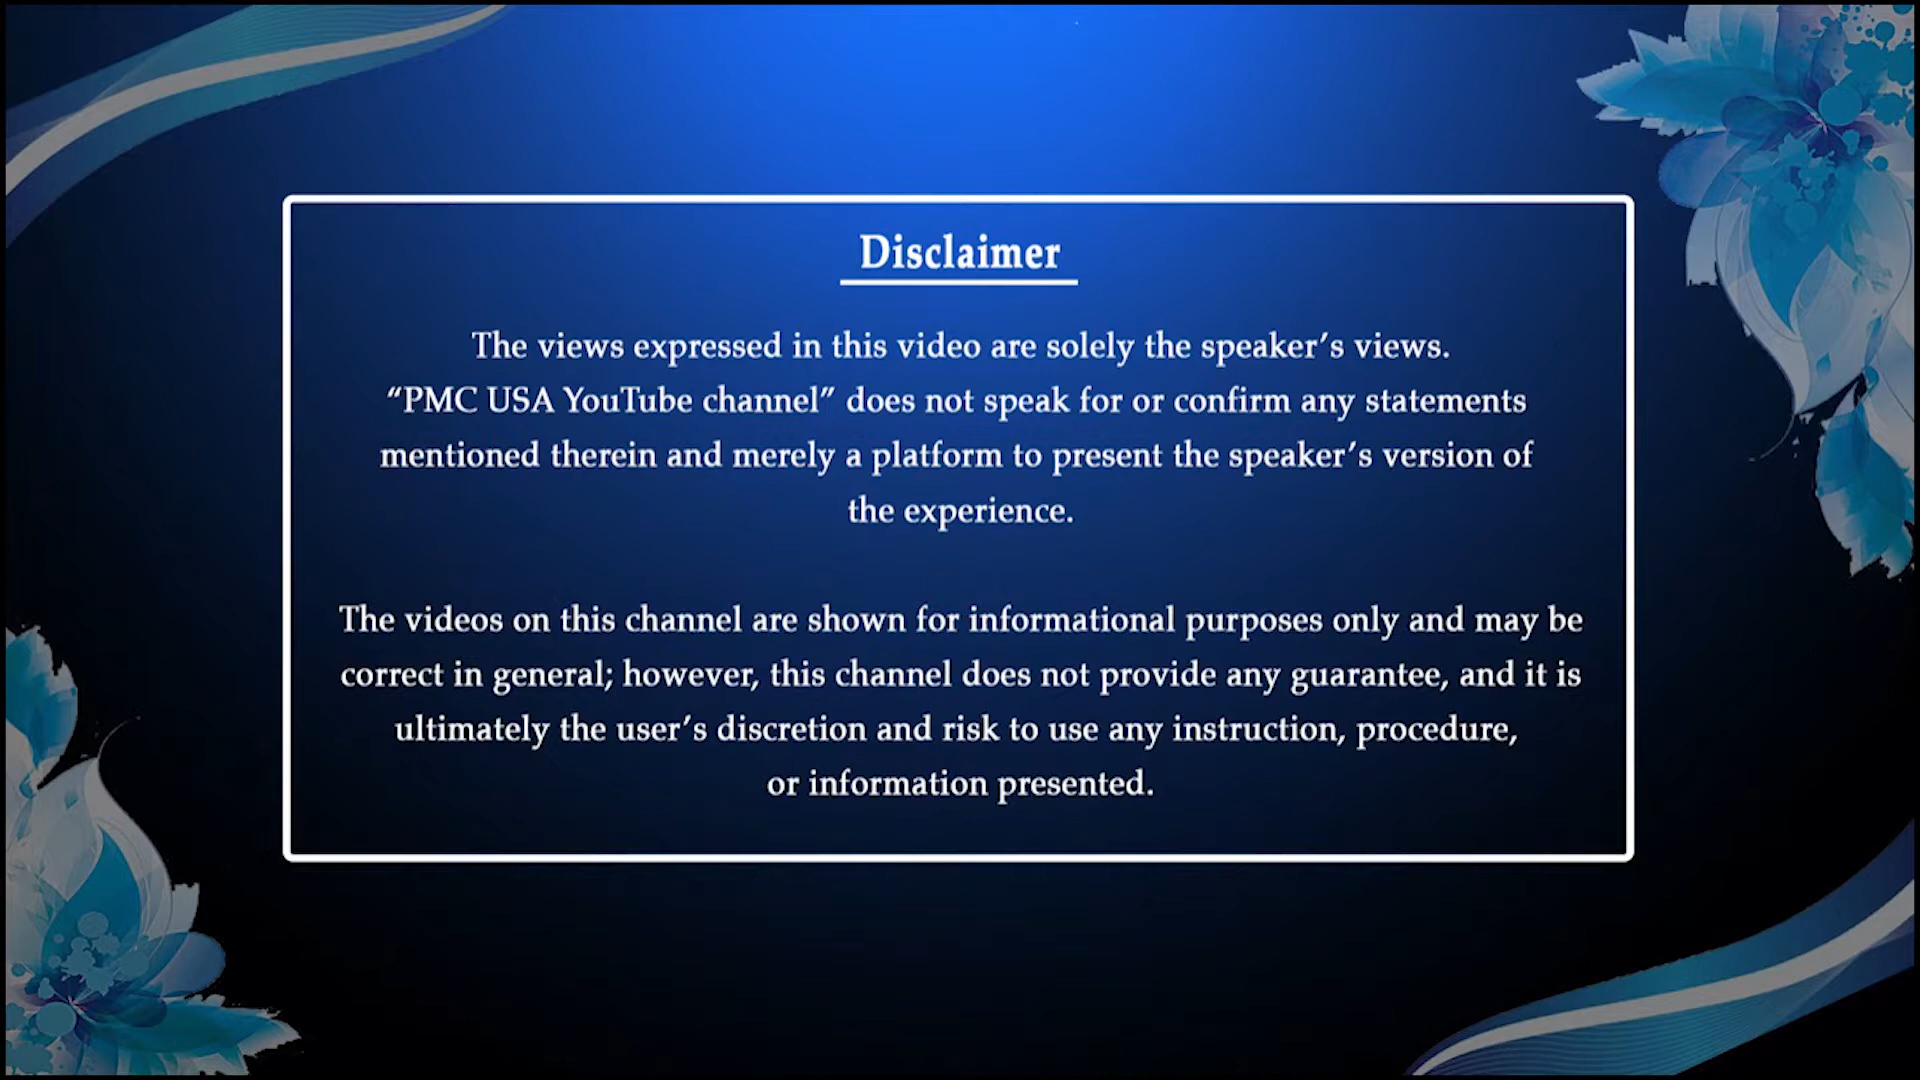 Disclaimer
The views expressed in this video are solely the speaker’s views.
“PMC USA YouTube channel” does not speak for or confirm any statements
mentioned therein and merely a platform to present the speaker’s version of
the experience.
The videos on this channel are shown for informational purposes only and may be
correct in general; however, this channel does not provide any guarantee, and it is
ultimately the user’s discretion and risk to use any instruction, procedure,
or information presented.